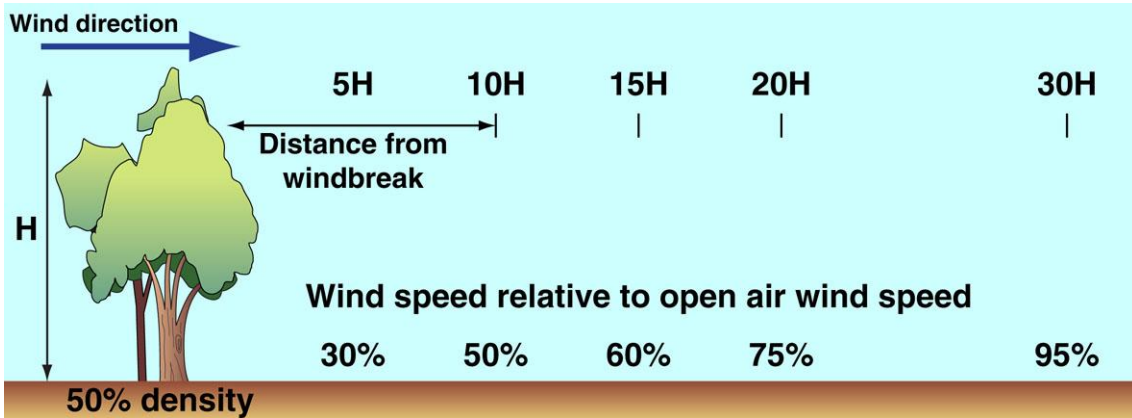 Wind direction
5H 10H 15H 20H 30H
Distance from
windbreak
H
Wind speed relative to open air wind speed
30% 50% 60% 75% 95%
50% density